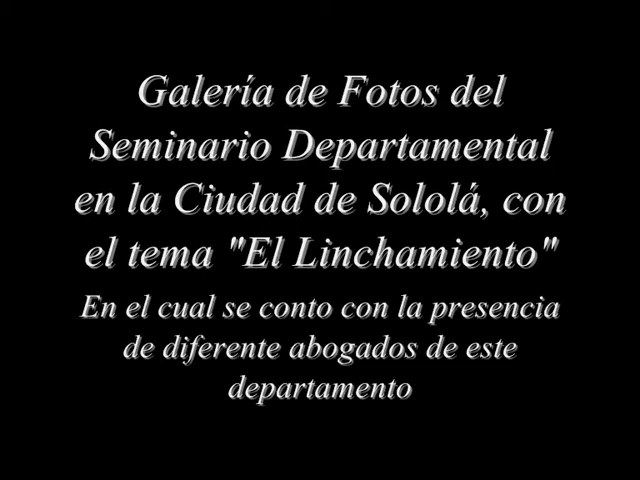 Galería de Fotos del
Seminario Departamental
en la Ciudad de Sololá, con
el tema "El Linchamiento"
En el cual se conto con la presencia
de diferente abogados de este
departamento